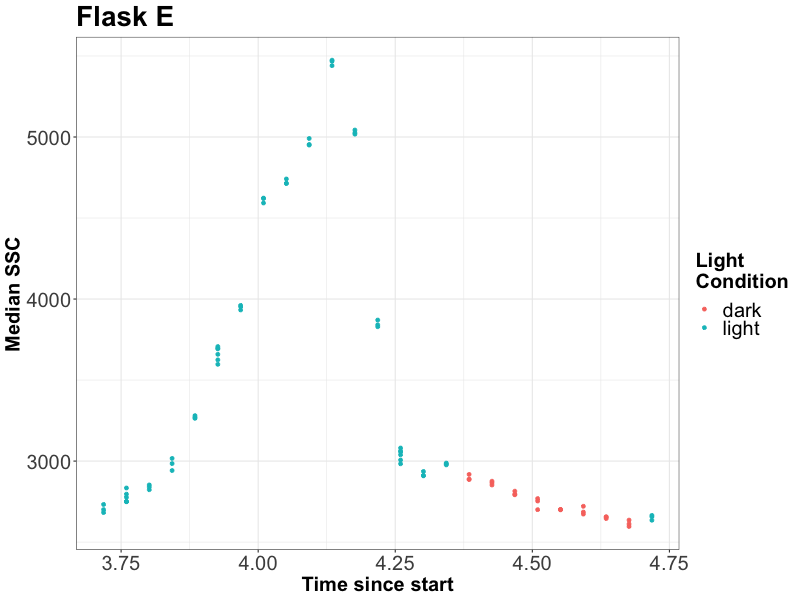 Flask E
Median SSC
5000
4000
3000
3.75 4.00 4.25 4.50 4.75
Time since start
Light
Condition
dark
light